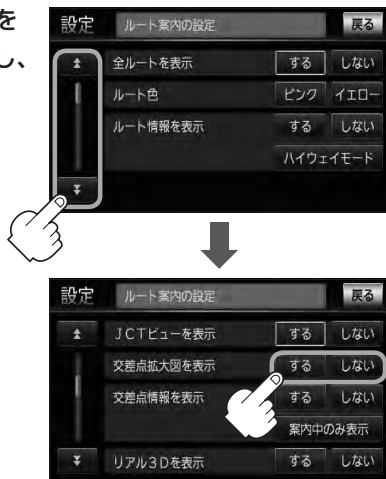 を
し、
設定 ルート案内の設定 戻る
全ルートを表示 する しない
ルート色 ピンク イエロー
ルート情報を表示 する しない
ハイウェイモード
設定 ルート案内の設定 戻る
JCTビューを表示 する しない
交差点拡大図を表示 する しない
交差点情報を表示 する しない
案内中のみ表示
リアル3Dを表示 する しない